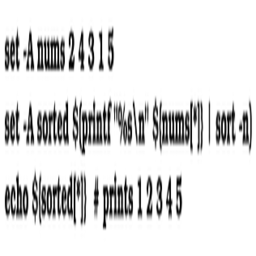 set -A nums 2 4 3 1 5
set -A sorted $(printf "%s\n" ${nums[*]} | sort -n)
echo ${sorted[*]} # prints 1 2 3 4 5